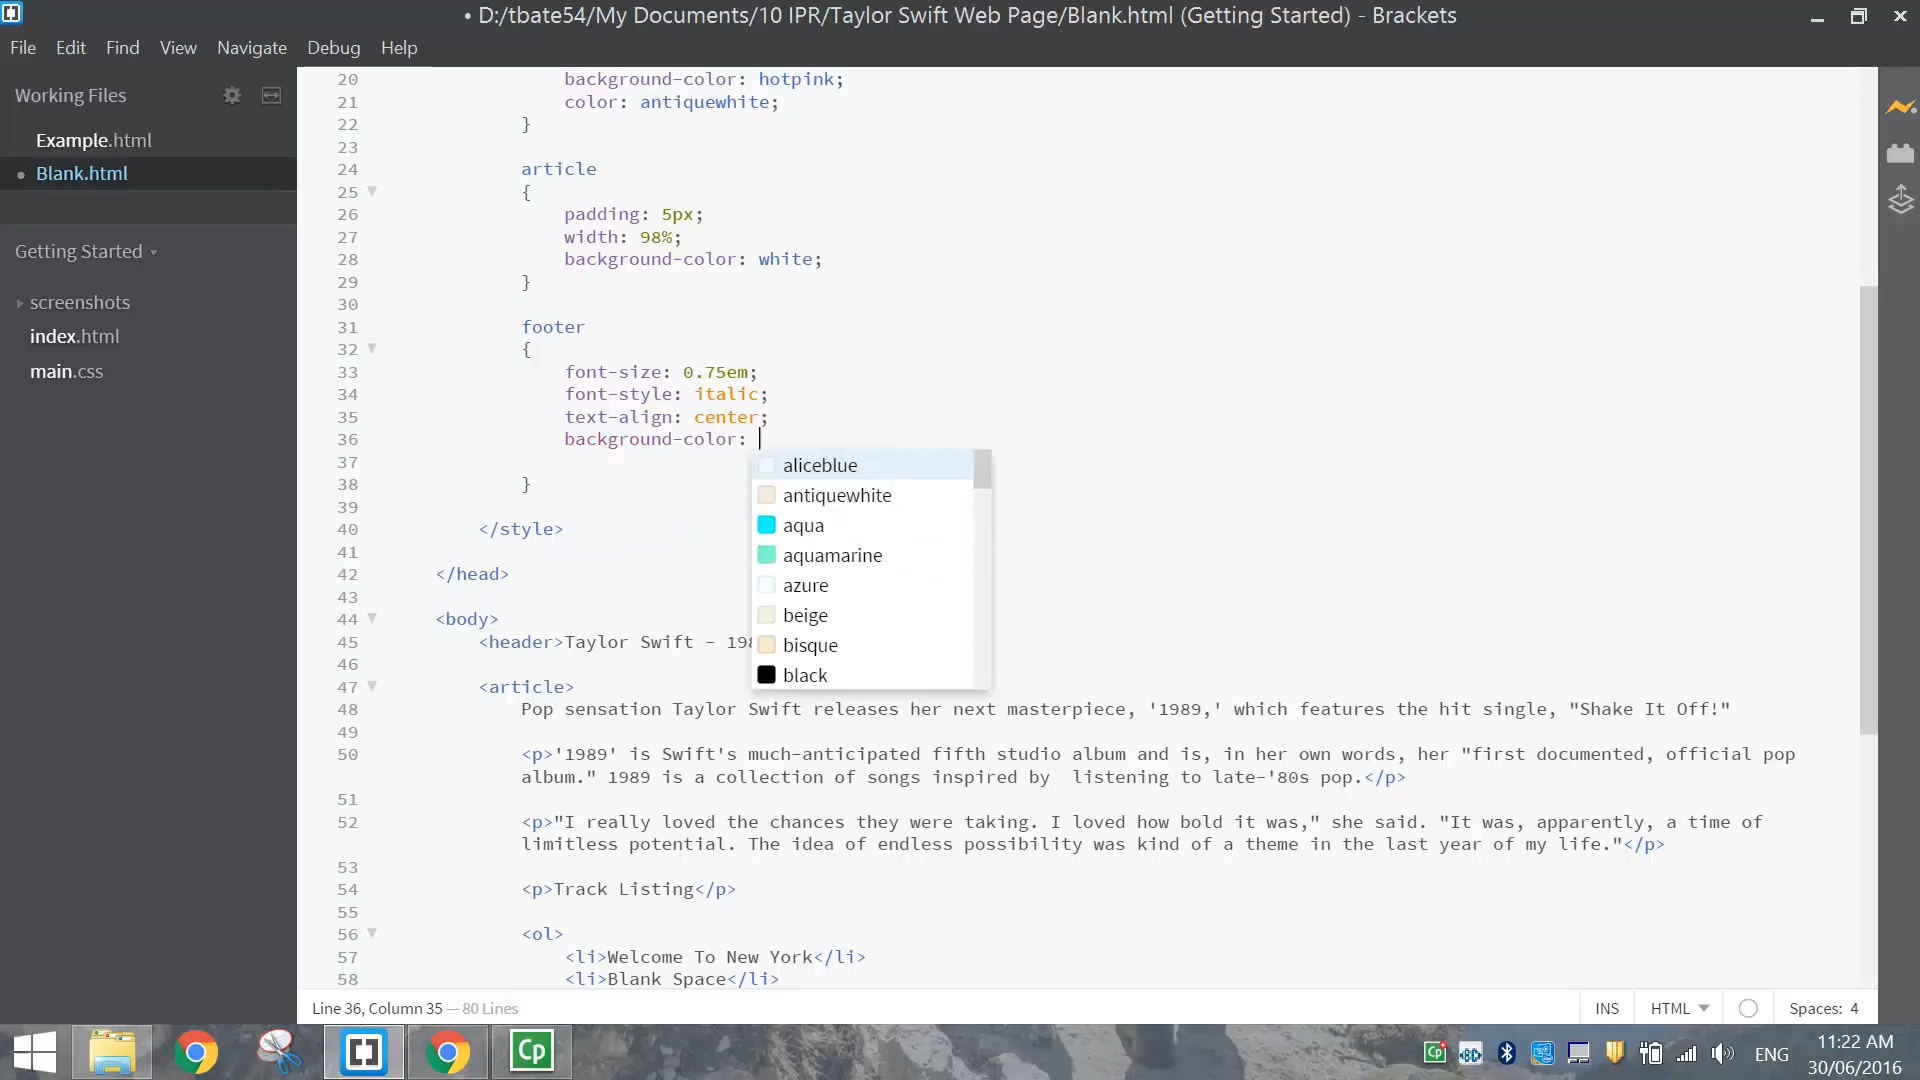 • D:/tbate54/My Documents/10 IPR/Taylor Swift Web Page/Blank.html (Getting Started) - Brackets
File Edit Find View Navigate Debug Help
Working Files
Example.html
• Blank.html
Getting Started
screenshots
index.html
main.css
20 background-color: hotpink;
21 color: antiquewhite;
22 }
23
24 article
25 {
26 padding: 5px;
27 width: 98%;
28 background-color: white;
29 }
30
31 footer
32 {
33 font-size: 0.75em;
34 font-style: italic;
35 text-align: center;
36 background-color:
37
38 }
39
40 </style>
41
42 </head>
43
44 <body>
45 <header>Taylor Swift - 198
46
47 <article>
48 Pop sensation Taylor Swift releases her next masterpiece, '1989,' which features the hit single, "Shake It Off!"
49
50 <p>'1989' is Swift's much-anticipated fifth studio album and is, in her own words, her "first documented, official pop
album." 1989 is a collection of songs inspired by  listening to late-'80s pop.</p>
51
52 <p>"I really loved the chances they were taking. I loved how bold it was," she said. "It was, apparently, a time of
limitless potential. The idea of endless possibility was kind of a theme in the last year of my life."</p>
53
54 <p>Track Listing</p>
55
56 <ol>
57 <li>Welcome To New York</li>
58 <li>Blank Space</li>
aliceblue
antiquewhite
aqua
aquamarine
azure
beige
bisque
black
Line 36, Column 35 — 80 Lines
INS HTML Spaces: 4
Cp
ENG
11:22 AM
30/06/2016